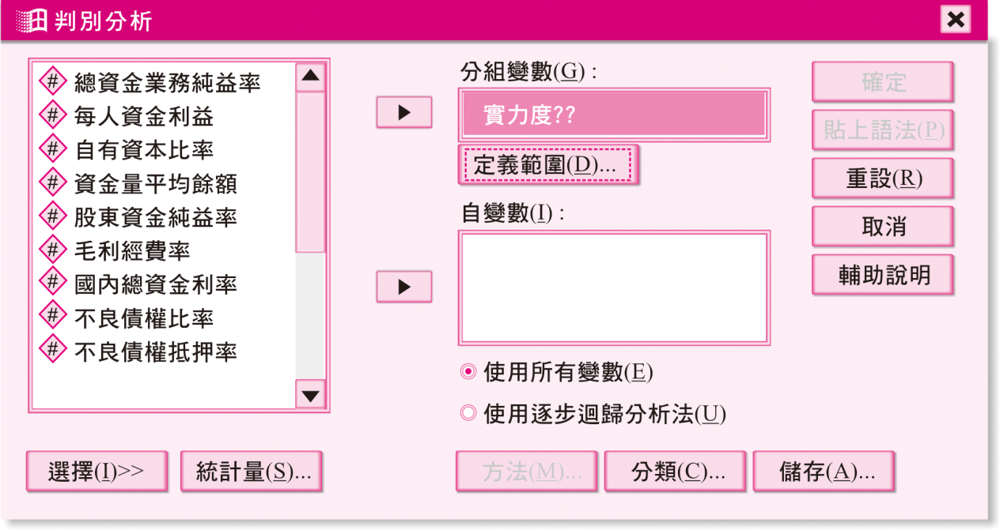 判別分析
# 總資金業務純益率
# 每人資金利益
# 自有資本比率
# 資金量平均餘額
# 股東資金純益率
# 毛利經費率
# 國內總資金利率
# 不良債權比率
# 不良債權抵押率
分組變數(G) :
實力度??
定義範圍(D)...
自變數(I) :
使用所有變數(E)
使用逐步迴歸分析法(U)
確定
貼上語法(P)
重設(R)
取消
輔助說明
選擇(I)>>
統計量(S)...
方法(M)...
分類(C)...
儲存(A)...